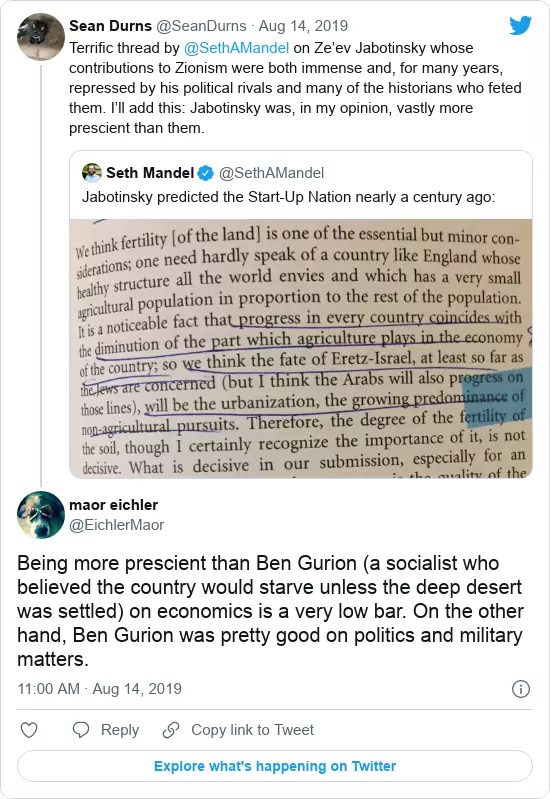 Sean Durns @SeanDurns · Aug 14, 2019
Terrific thread by @SethAMandel on Ze’ev Jabotinsky whose
contributions to Zionism were both immense and, for many years,
repressed by his political rivals and many of the historians who feted
them. I’ll add this: Jabotinsky was, in my opinion, vastly more
prescient than them.
Seth Mandel @SethAMandel
Jabotinsky predicted the Start-Up Nation nearly a century ago:
We think fertility [of the land] is one of the essential but minor con-
siderations; one need hardly speak of a country like England whose
healthy structure all the world envies and which has a very small
agricultural population in proportion to the rest of the population.
It is a noticeable fact that progress in every country coincides with
the diminution of the part which agriculture plays in the economy
of the country; so we think the fate of Eretz-Israel, at least so far as
the Jews are concerned (but I think the Arabs will also progress on
those lines), will be the urbanization, the growing predominance of
non-agricultural pursuits. Therefore, the degree of the fertility of
the soil, though I certainly recognize the importance of it, is not
decisive. What is decisive in our submission, especially for an
the quality of the
maor eichler
@EichlerMaor
Being more prescient than Ben Gurion (a socialist who
believed the country would starve unless the deep desert
was settled) on economics is a very low bar. On the other
hand, Ben Gurion was pretty good on politics and military
matters.
11:00 AM · Aug 14, 2019
Reply Copy link to Tweet
Explore what's happening on Twitter